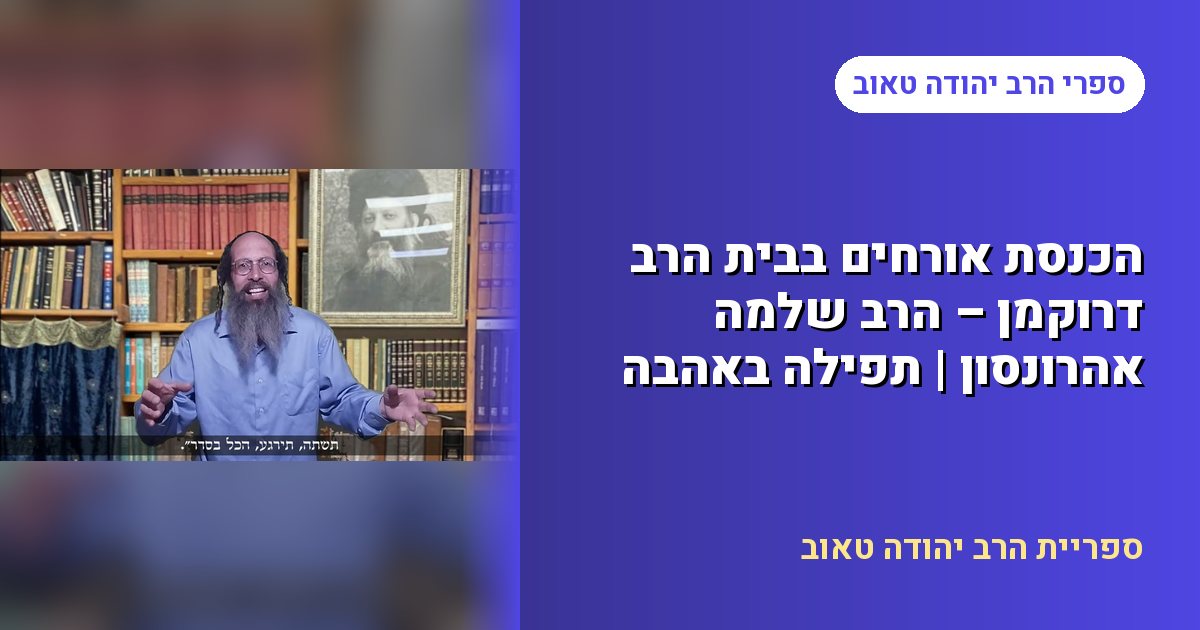 ספרי הרב יהודה טאוב
הכנסת אורחים בבית הרב
דרוקמן – הרב שלמה
אהרונסון | תפילה באהבה
תשתה, תירגע, הכל בסדר״.
ספריית הרב יהודה טאוב